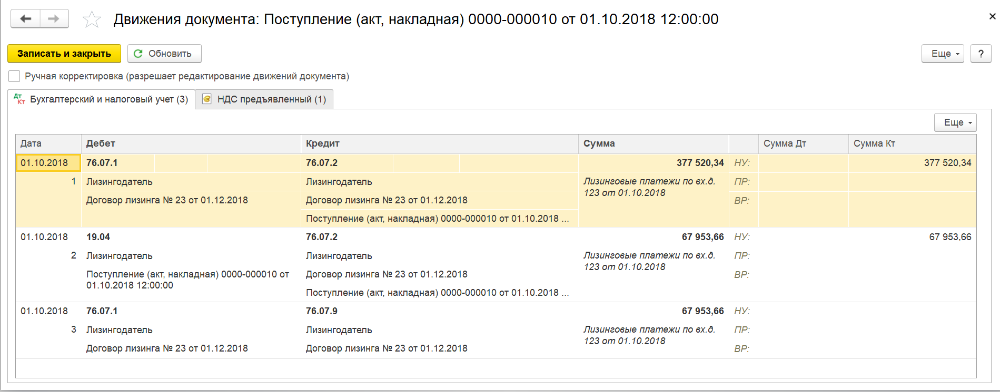 Движения документа: Поступление (акт, накладная) 0000-000010 от 01.10.2018 12:00:00
Записать и закрыть Обновить Еще ?
Ручная корректировка (разрешает редактирование движений документа)
Дт Кт Бухгалтерский и налоговый учет (3) НДС предъявленный (1)
Еще
Дата Дебет Кредит Сумма Сумма Дт Сумма Кт
01.10.2018 76.07.1 76.07.2 377 520,34 НУ: 377 520,34
1 Лизингодатель Лизингодатель Лизинговые платежи по вх.д. ПР:
123 от 01.10.2018
Договор лизинга № 23 от 01.12.2018 Договор лизинга № 23 от 01.12.2018 ВР:
Поступление (акт, накладная) 0000-000010 от 01.10.2018 ...
01.10.2018 19.04 76.07.2 67 953,66 НУ: 67 953,66
2 Лизингодатель Лизингодатель Лизинговые платежи по вх.д. ПР:
123 от 01.10.2018
Поступление (акт, накладная) 0000-000010 от Договор лизинга № 23 от 01.12.2018 ВР:
01.10.2018 12:00:00
Поступление (акт, накладная) 0000-000010 от 01.10.2018 ...
01.10.2018 76.07.1 76.07.9 67 953,66 НУ:
3 Лизингодатель Лизингодатель Лизинговые платежи по вх.д. ПР:
123 от 01.10.2018
Договор лизинга № 23 от 01.12.2018 Договор лизинга № 23 от 01.12.2018 ВР: